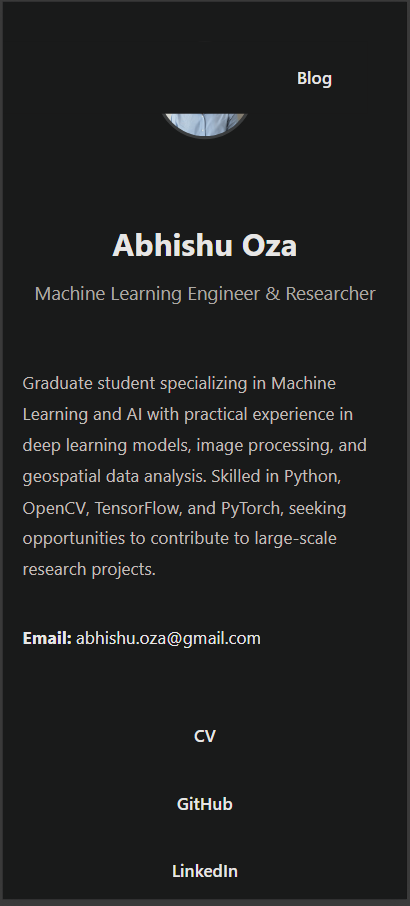 Blog
Abhishu Oza
Machine Learning Engineer & Researcher
Graduate student specializing in Machine
Learning and AI with practical experience in
deep learning models, image processing, and
geospatial data analysis. Skilled in Python,
OpenCV, TensorFlow, and PyTorch, seeking
opportunities to contribute to large-scale
research projects.
Email: abhishu.oza@gmail.com
CV
GitHub
LinkedIn